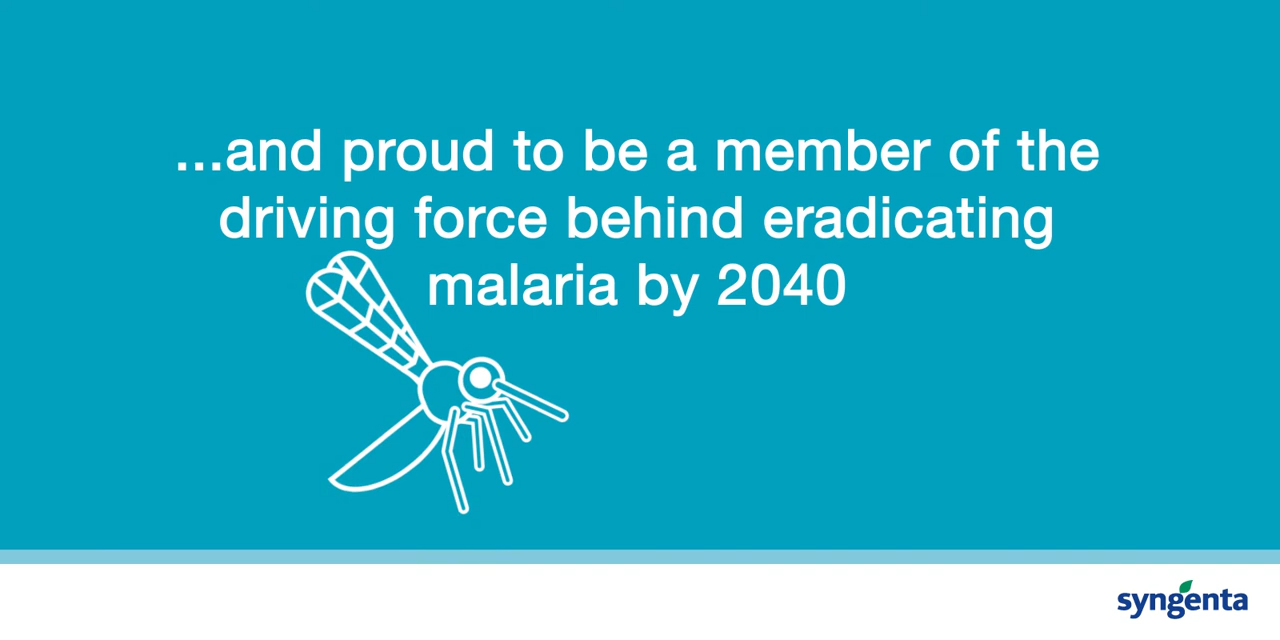 ...and proud to be a member of the
driving force behind eradicating
malaria by 2040
syngenta